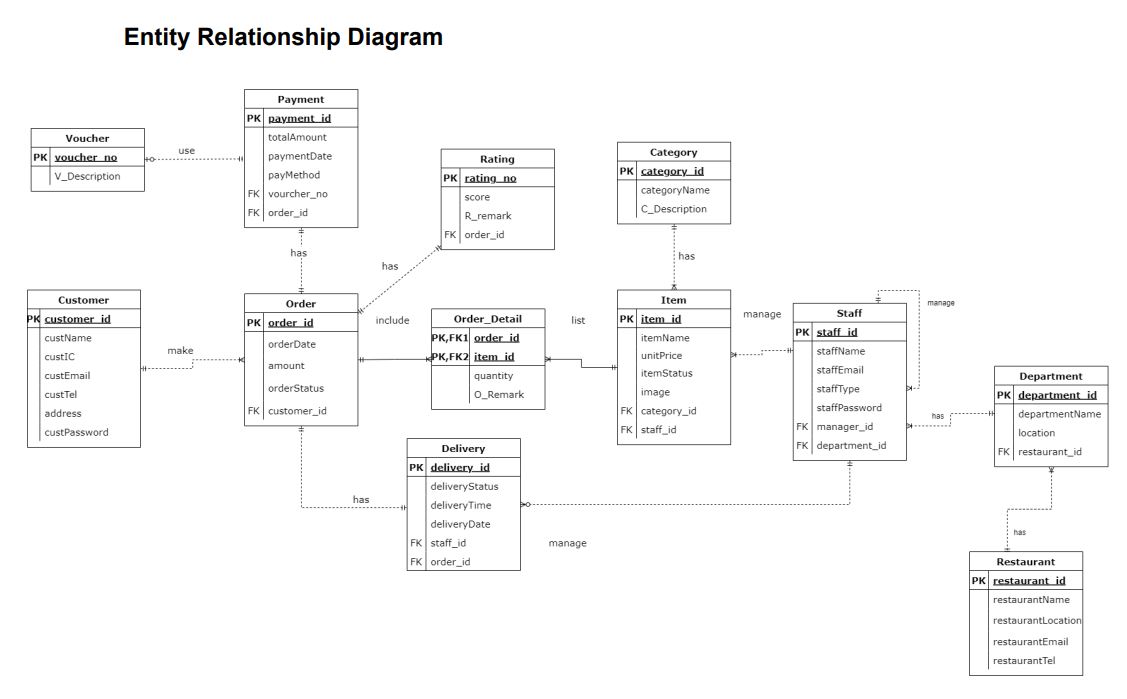 Entity Relationship Diagram
Payment
PK payment_id
totalAmount
paymentDate
payMethod
FK vourcher_no
FK order_id
Voucher
PK voucher_no
V_Description
use
Rating
PK rating_no
score
R_remark
FK order_id
Category
PK category_id
categoryName
C_Description
has
has
has
Customer
PK customer_id
custName
custIC
custEmail
custTel
address
custPassword
make
Order
PK order_id
orderDate
amount
orderStatus
FK customer_id
include
Order_Detail
PK,FK1 order_id
PK,FK2 item_id
quantity
O_Remark
list
Item
PK item_id
itemName
unitPrice
itemStatus
image
FK category_id
FK staff_id
manage
Staff
PK staff_id
staffName
staffEmail
staffType
staffPassword
FK manager_id
FK department_id
manage
has
Department
PK department_id
departmentName
location
FK restaurant_id
Delivery
PK delivery_id
deliveryStatus
deliveryTime
deliveryDate
FK staff_id
FK order_id
has
manage
has
Restaurant
PK restaurant_id
restaurantName
restaurantLocation
restaurantEmail
restaurantTel